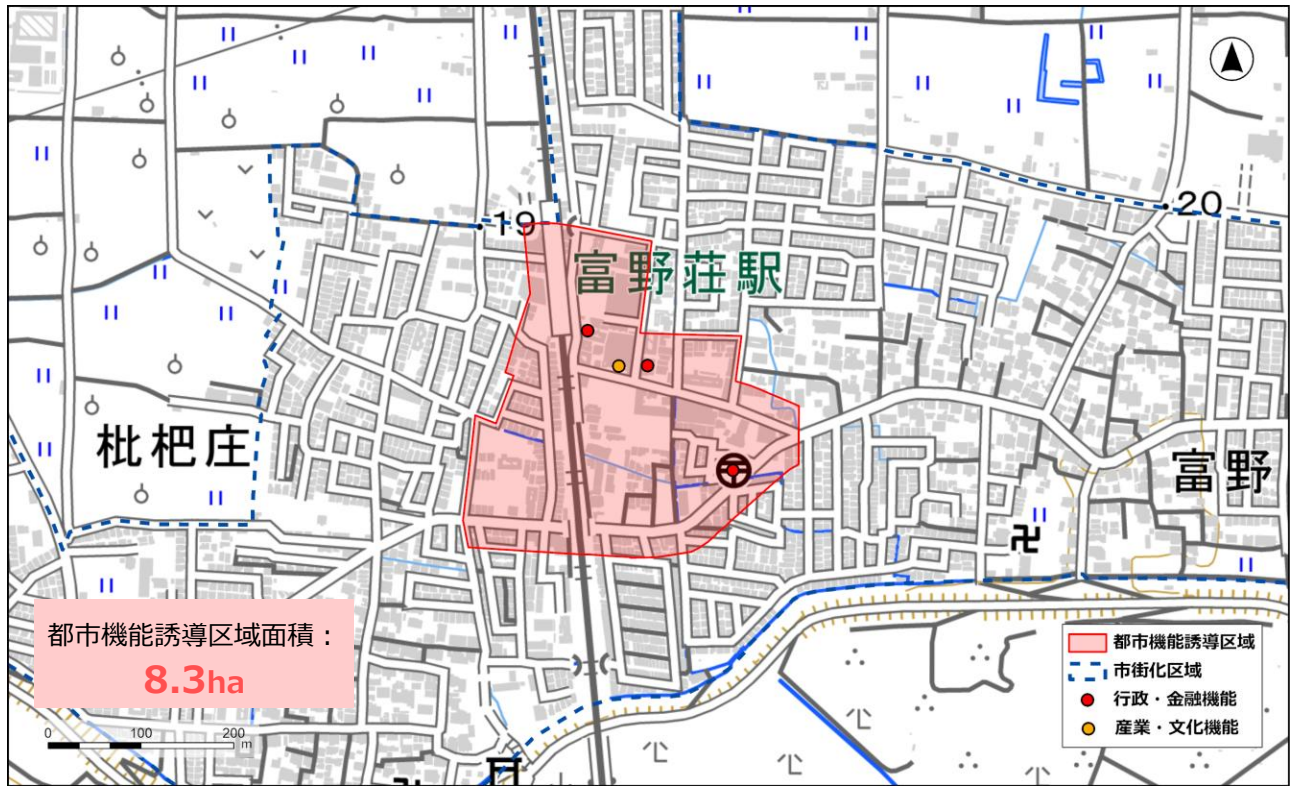 19
20
富野荘駅
枇杷庄
富野
都市機能誘導区域面積：
8.3ha
0 100 200
m
都市機能誘導区域
市街化区域
行政・金融機能
産業・文化機能